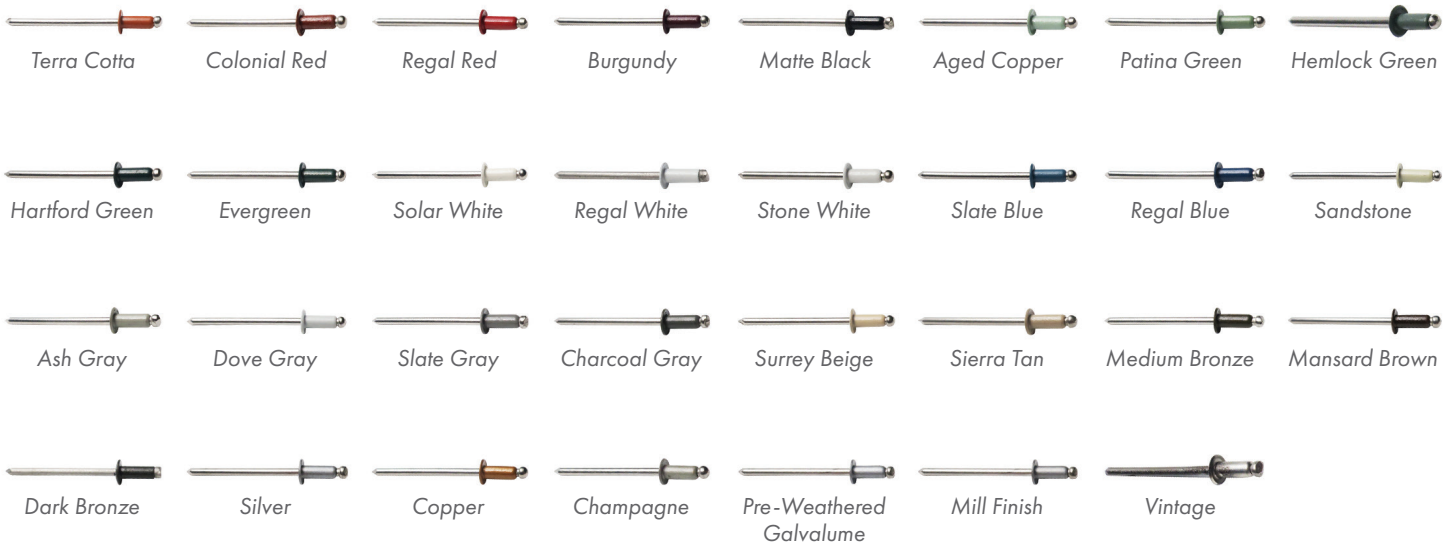 Terra Cotta
Colonial Red
Regal Red
Burgundy
Matte Black
Aged Copper
Patina Green
Hemlock Green
Hartford Green
Evergreen
Solar White
Regal White
Stone White
Slate Blue
Regal Blue
Sandstone
Ash Gray
Dove Gray
Slate Gray
Charcoal Gray
Surrey Beige
Sierra Tan
Medium Bronze
Mansard Brown
Dark Bronze
Silver
Copper
Champagne
Pre-Weathered
Galvalume
Mill Finish
Vintage